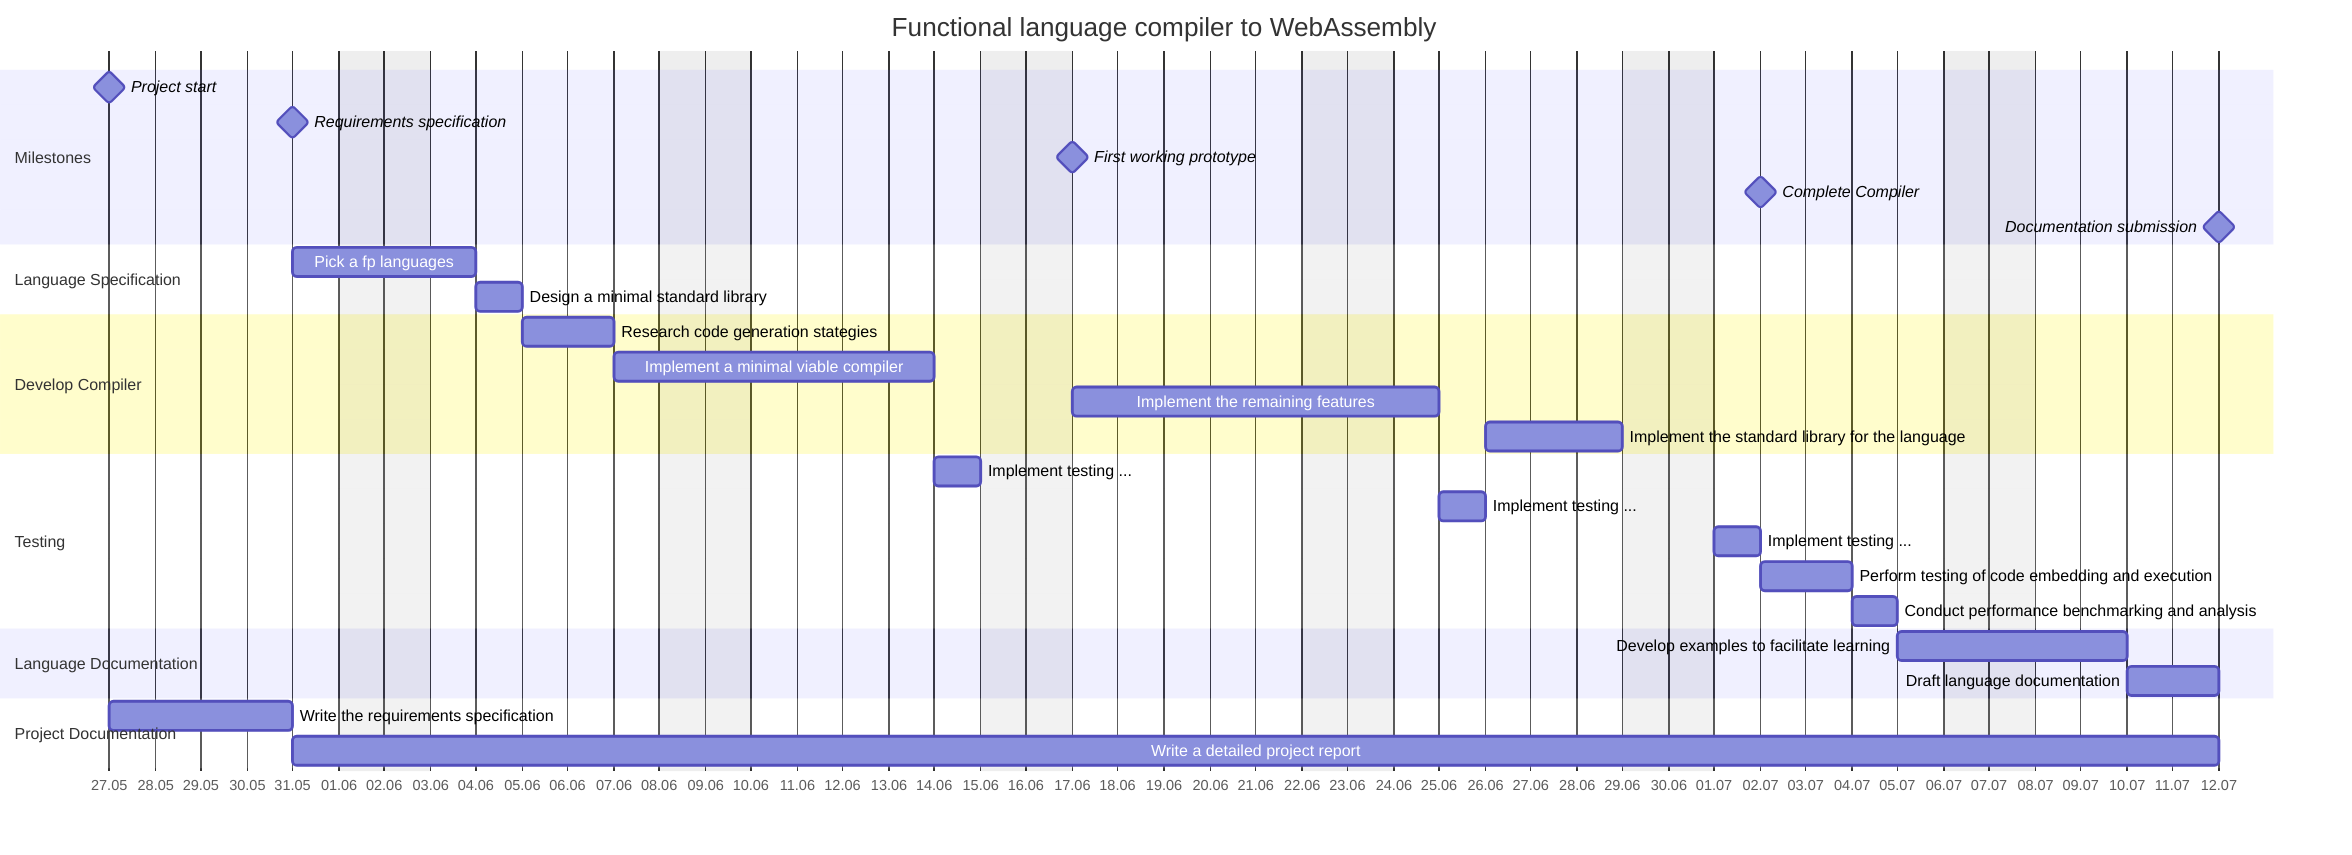 Functional language compiler to WebAssembly
Project start
Requirements specification
Milestones
First working prototype
Complete Compiler
Documentation submission
Pick a fp languages
Language Specification
Design a minimal standard library
Research code generation stategies
Implement a minimal viable compiler
Develop Compiler
Implement the remaining features
Implement the standard library for the language
Implement testing ...
Implement testing ...
Testing
Implement testing ...
Perform testing of code embedding and execution
Conduct performance benchmarking and analysis
Develop examples to facilitate learning
Language Documentation
Draft language documentation
Write the requirements specification
Project Documentation
Write a detailed project report
27.05 28.05 29.05 30.05 31.05 01.06 02.06 03.06 04.06 05.06 06.06 07.06 08.06 09.06 10.06 11.06 12.06 13.06 14.06 15.06 16.06 17.06 18.06 19.06 20.06 21.06 22.06 23.06 24.06 25.06 26.06 27.06 28.06 29.06 30.06 01.07 02.07 03.07 04.07 05.07 06.07 07.07 08.07 09.07 10.07 11.07 12.07